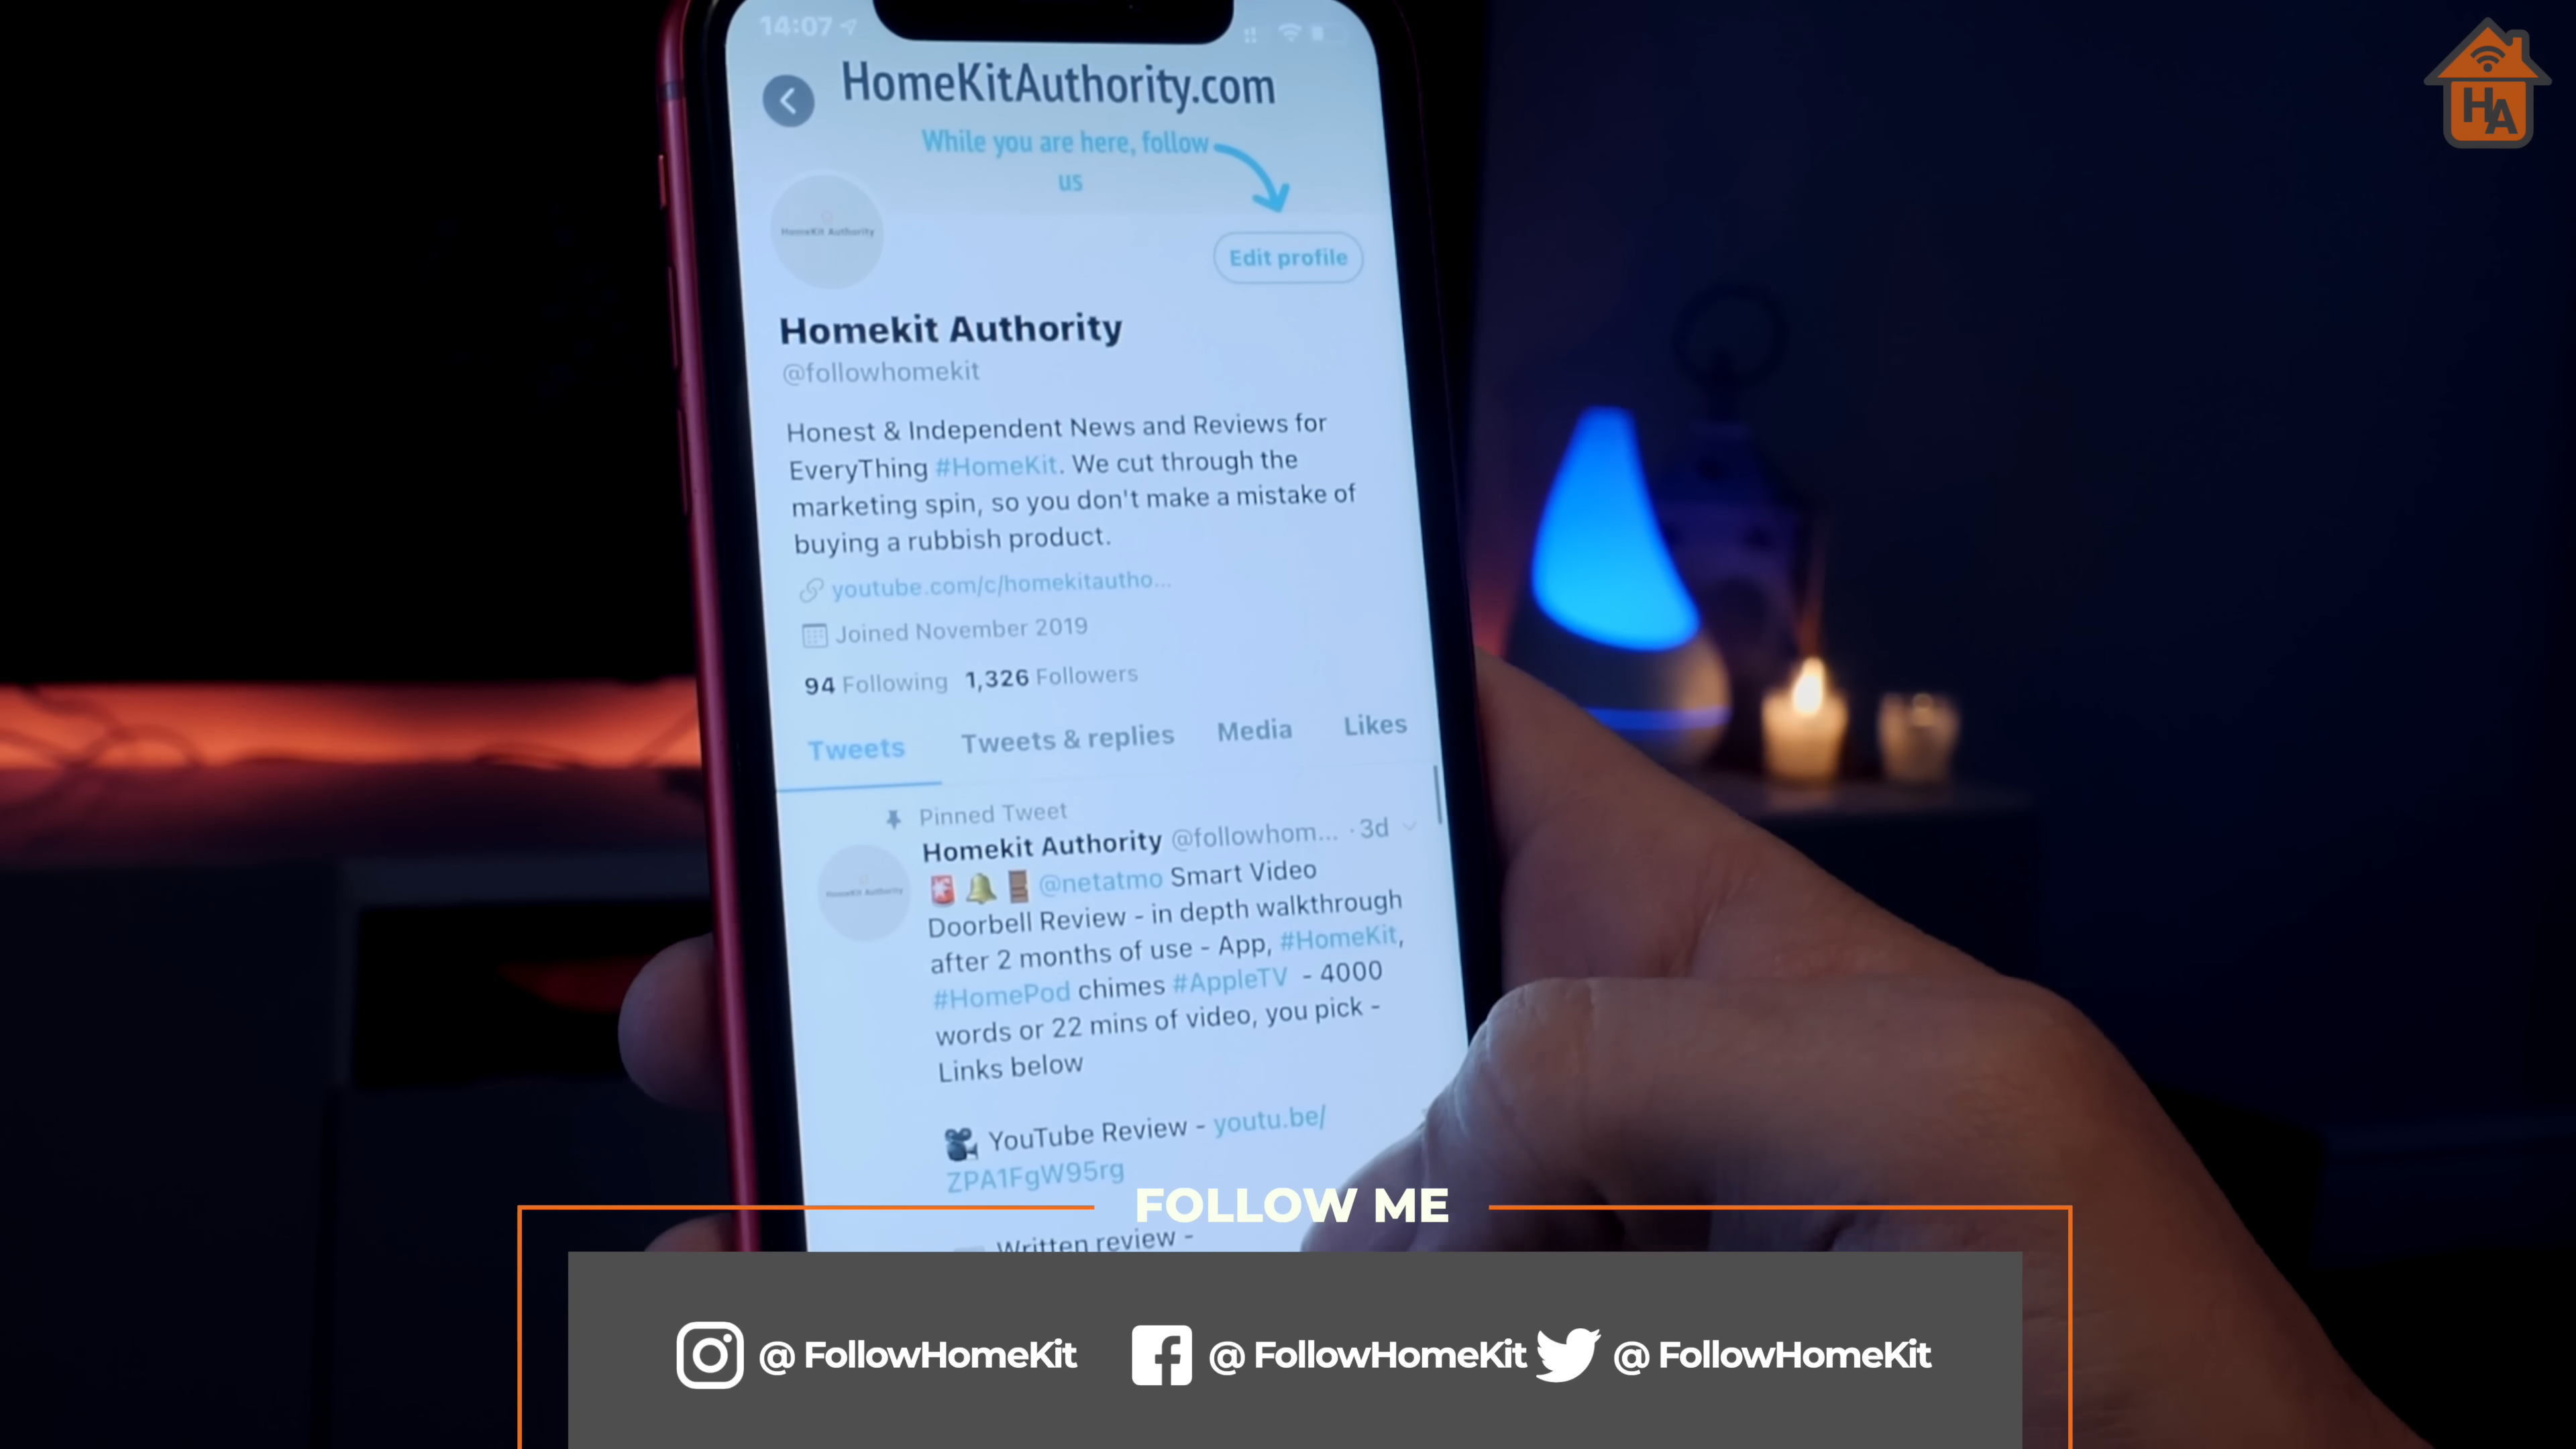 14:07
HA
HomeKitAuthority.com
While you are here, follow
us
HomeKit Authority
Edit profile
Homekit Authority
@followhomekit
Honest & Independent News and Reviews for
EveryThing #HomeKit. We cut through the
marketing spin, so you don't make a mistake of
buying a rubbish product.
youtube.com/c/homekitautho...
Joined November 2019
94 Following 1,326 Followers
Tweets Tweets & replies Media Likes
Pinned Tweet
Homekit Authority @followhom... · 3d
HomeKit Authority
@netatmo Smart Video
Doorbell Review - in depth walkthrough
after 2 months of use - App, #HomeKit,
#HomePod chimes #AppleTV - 4000
words or 22 mins of video, you pick -
Links below
YouTube Review - youtu.be/
ZPA1FgW95rg
Written review -
FOLLOW ME
@ FollowHomeKit @ FollowHomeKit @ FollowHomeKit